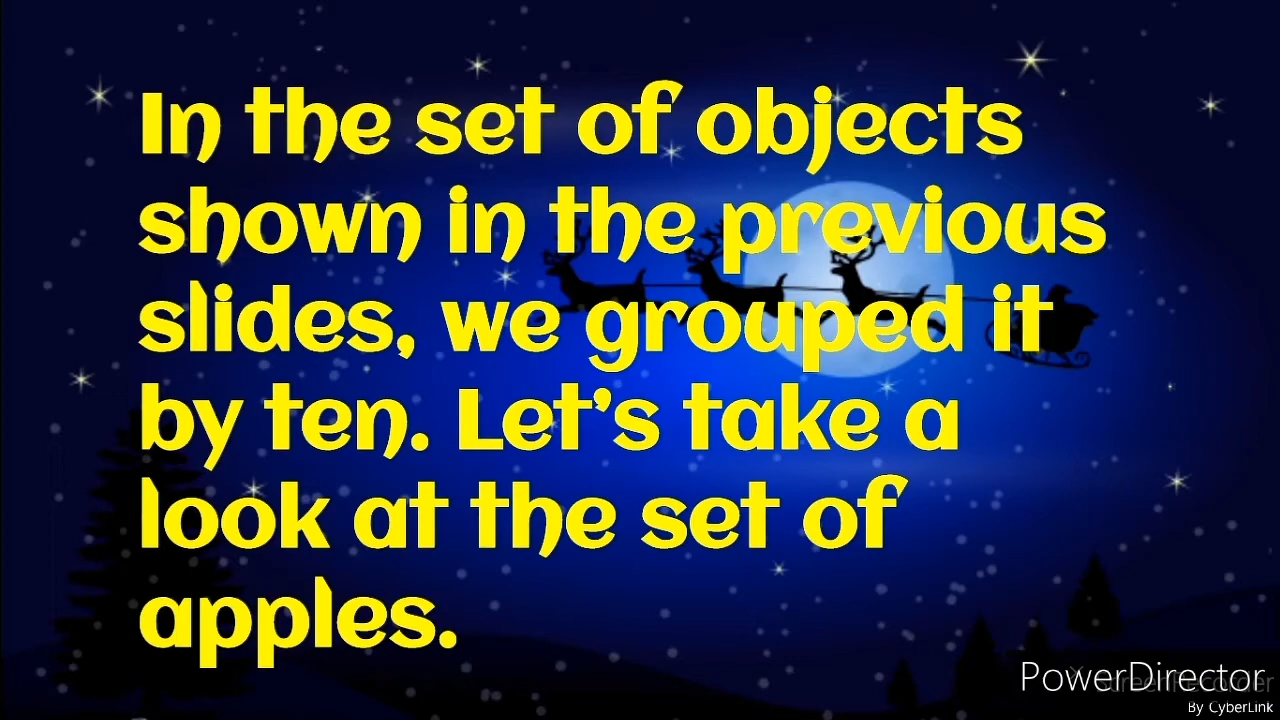 In the set of objects
shown in the previous
slides, we grouped it
by ten. Let's take a
look at the set of
apples.
PowerDirector
By CyberLink